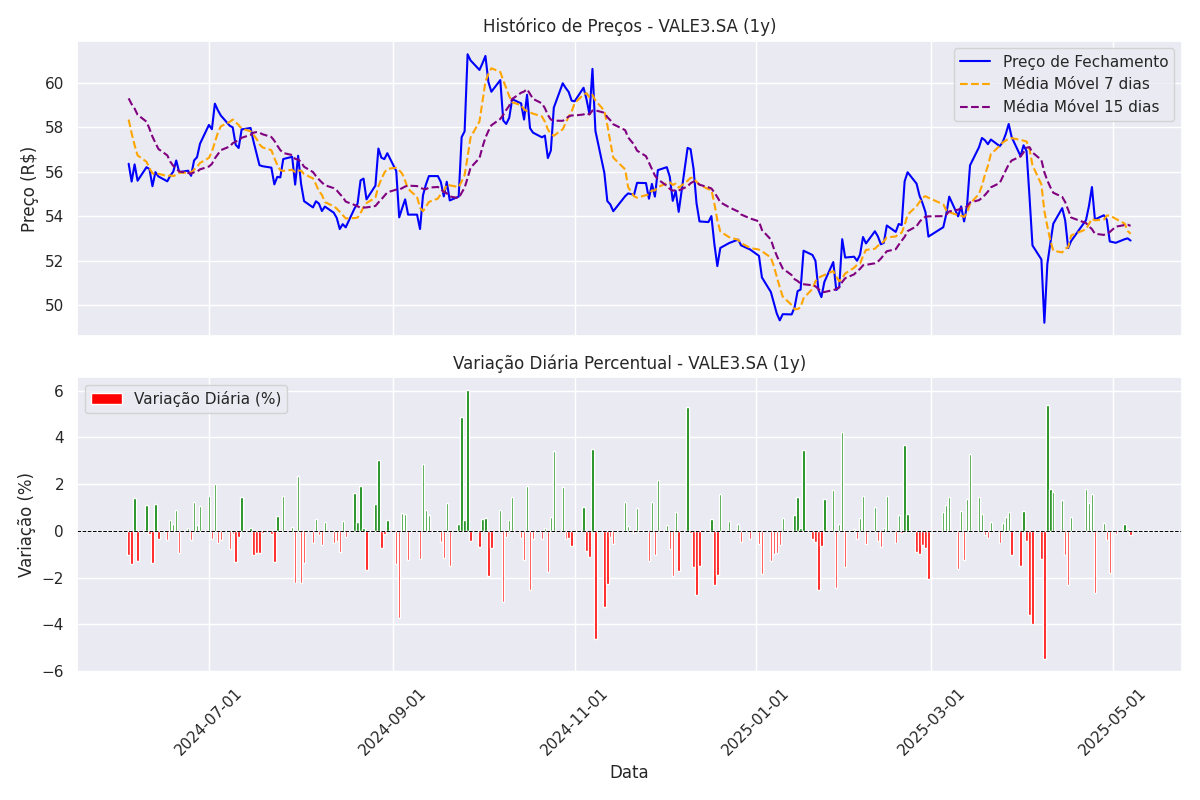 Histórico de Preços - VALE3.SA (1y)
Preço (R$)
60
58
56
54
52
50
Preço de Fechamento
Média Móvel 7 dias
Média Móvel 15 dias
Variação Diária Percentual - VALE3.SA (1y)
Variação (%)
6
4
2
0
−2
−4
−6
Variação Diária (%)
2024-07-01
2024-09-01
2024-11-01
2025-01-01
2025-03-01
2025-05-01
Data